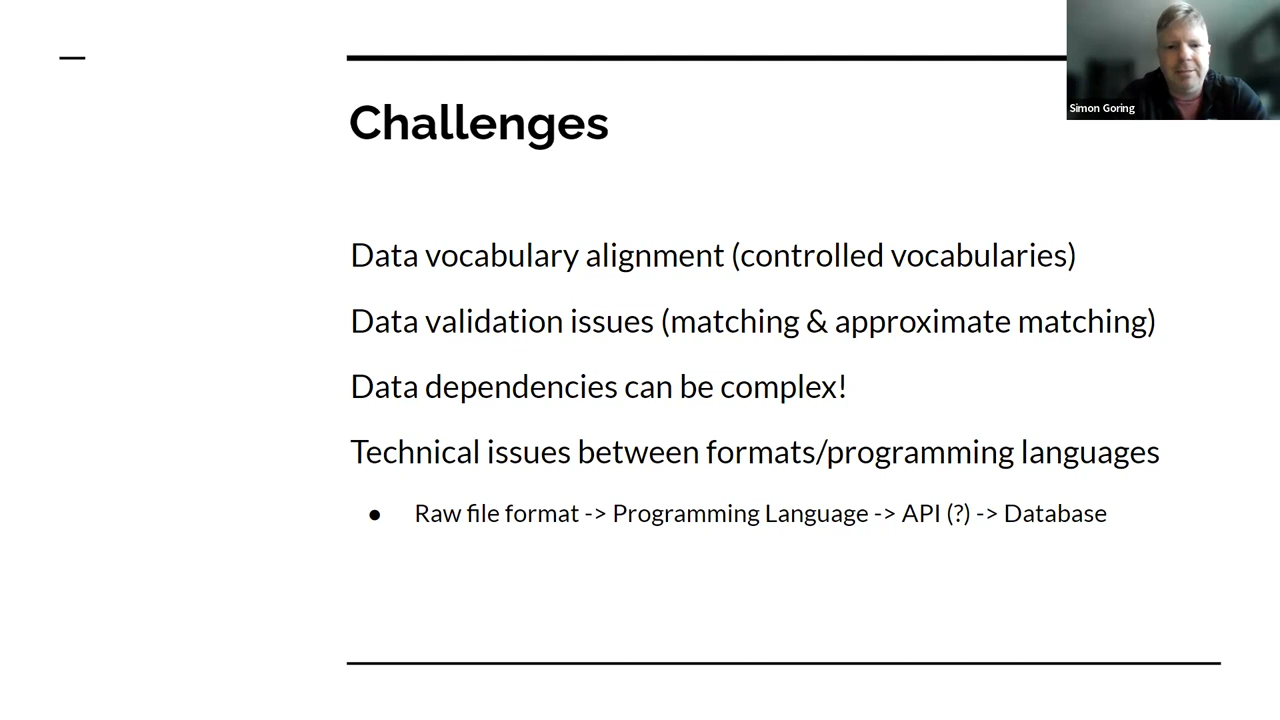 Simon Goring
Challenges
Data vocabulary alignment (controlled vocabularies)
Data validation issues (matching & approximate matching)
Data dependencies can be complex!
Technical issues between formats/programming languages
● Raw file format -> Programming Language -> API (?) -> Database